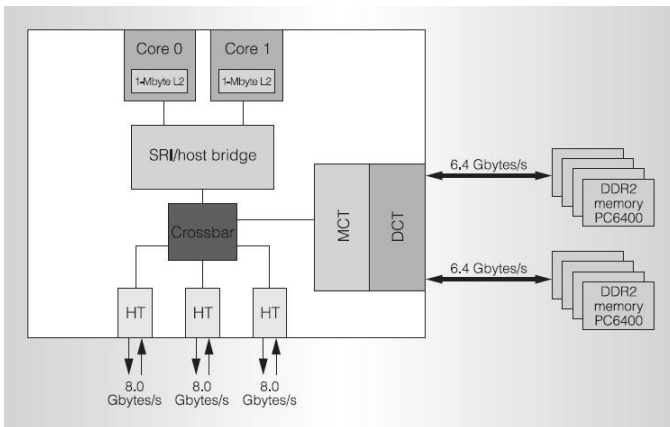 Core 0
Core 1
1-Mbyte L2
1-Mbyte L2
SRI/host bridge
Crossbar
MCT
DCT
6.4 Gbytes/s
DDR2
memory
PC6400
6.4 Gbytes/s
DDR2
memory
PC6400
HT
HT
HT
8.0
Gbytes/s
8.0
Gbytes/s
8.0
Gbytes/s